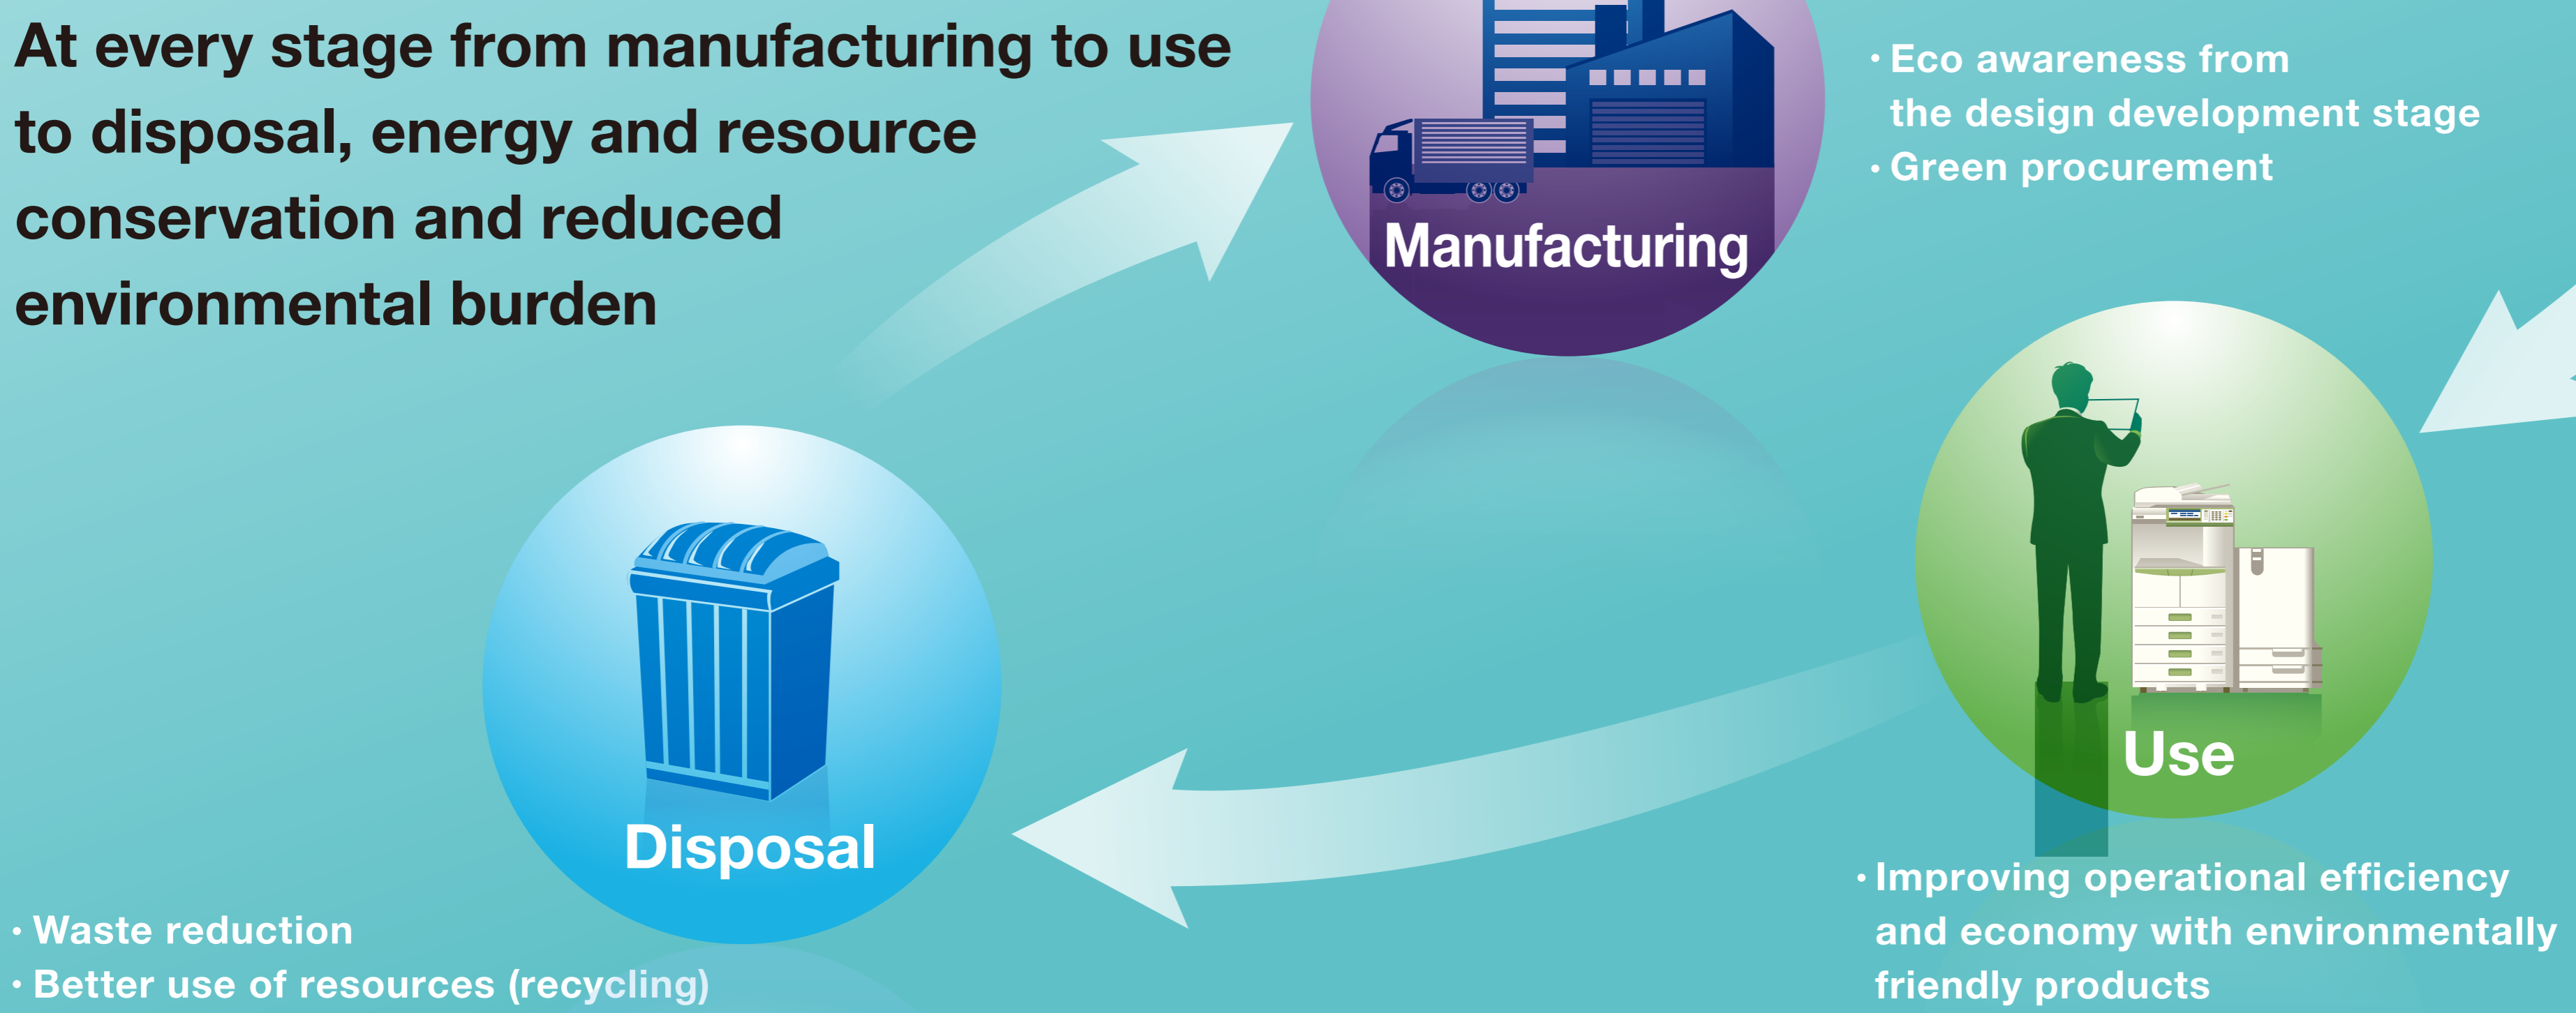 At every stage from manufacturing to use
to disposal, energy and resource
conservation and reduced
environmental burden
Manufacturing
· Eco awareness from
the design development stage
· Green procurement
Use
· Improving operational efficiency
and economy with environmentally
friendly products
Disposal
· Waste reduction
· Better use of resources (recycling)